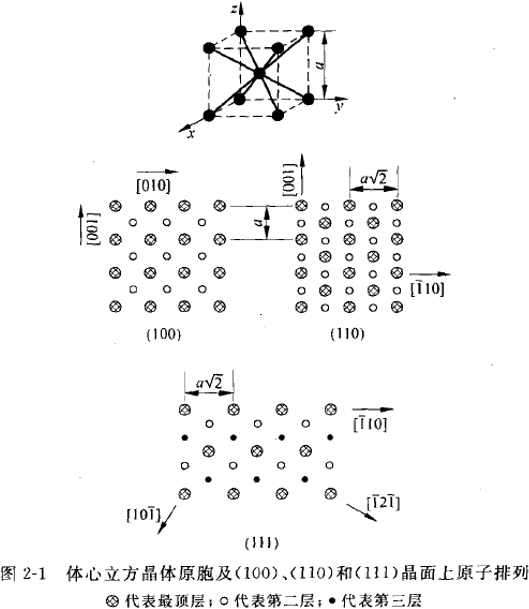 z
a
y
x
[010]
[001]
a
(100)
[001]
a√2
[1̄10]
(110)
a√2
[1̄10]
[101̄]
[1̄21̄]
(111)
图 2-1 体心立方晶体原胞及(100)、(110)和(111)晶面上原子排列
代表最顶层；○代表第二层；•代表第三层